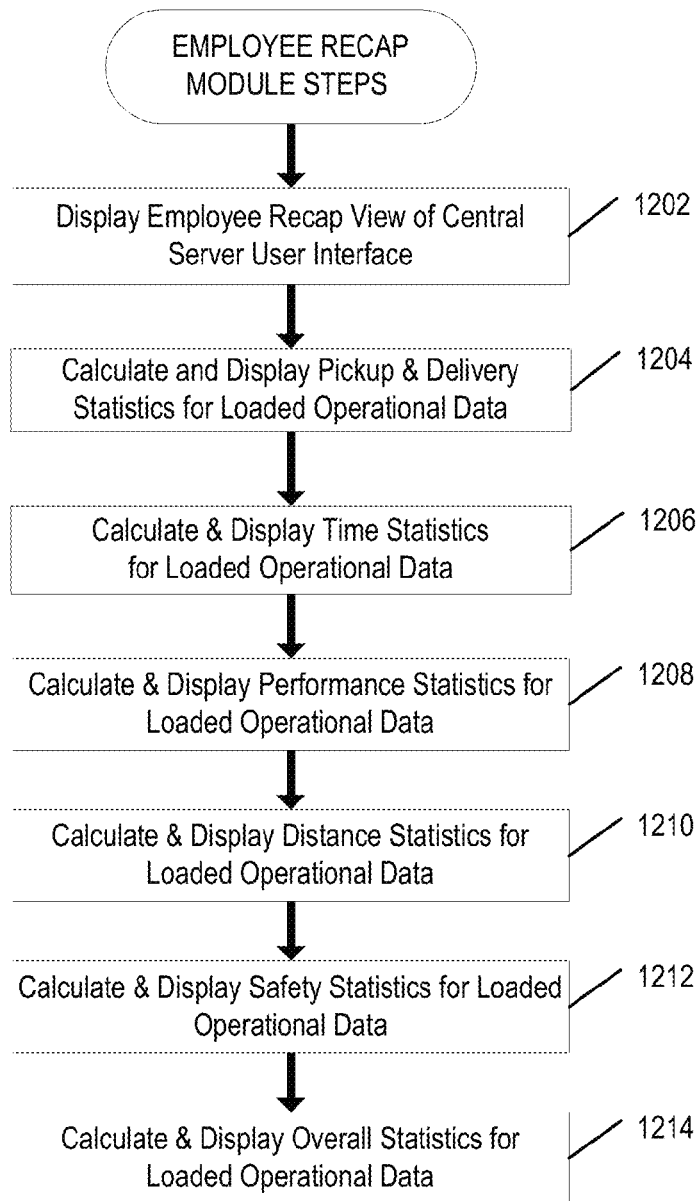 EMPLOYEE RECAP
MODULE STEPS
Display Employee Recap View of Central
Server User Interface
1202
Calculate and Display Pickup & Delivery
Statistics for Loaded Operational Data
1204
Calculate & Display Time Statistics
for Loaded Operational Data
1206
Calculate & Display Performance Statistics for
Loaded Operational Data
1208
Calculate & Display Distance Statistics for
Loaded Operational Data
1210
Calculate & Display Safety Statistics for Loaded
Operational Data
1212
Calculate & Display Overall Statistics for
Loaded Operational Data
1214